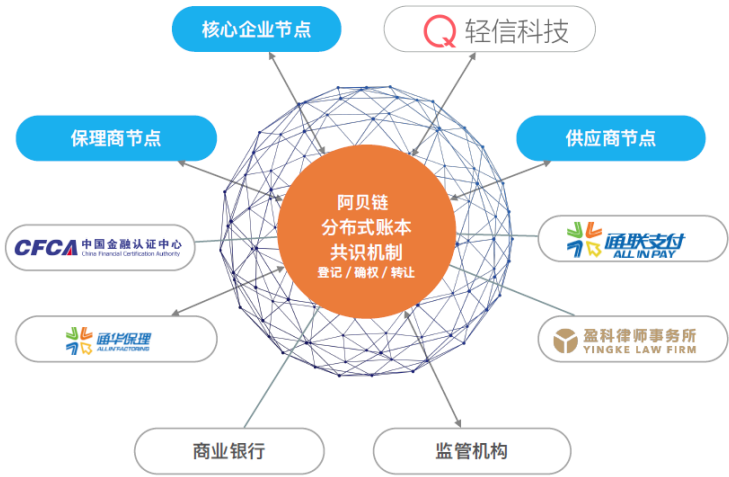 核心企业节点
轻信科技
保理商节点
供应商节点
阿贝链
分布式账本
共识机制
登记 / 确权 / 转让
CFCA 中国金融认证中心
China Financial Certification Authority
通联支付
ALL IN PAY
通华保理
ALL IN FACTORING
盈科律师事务所
YINGKE LAW FIRM
商业银行
监管机构